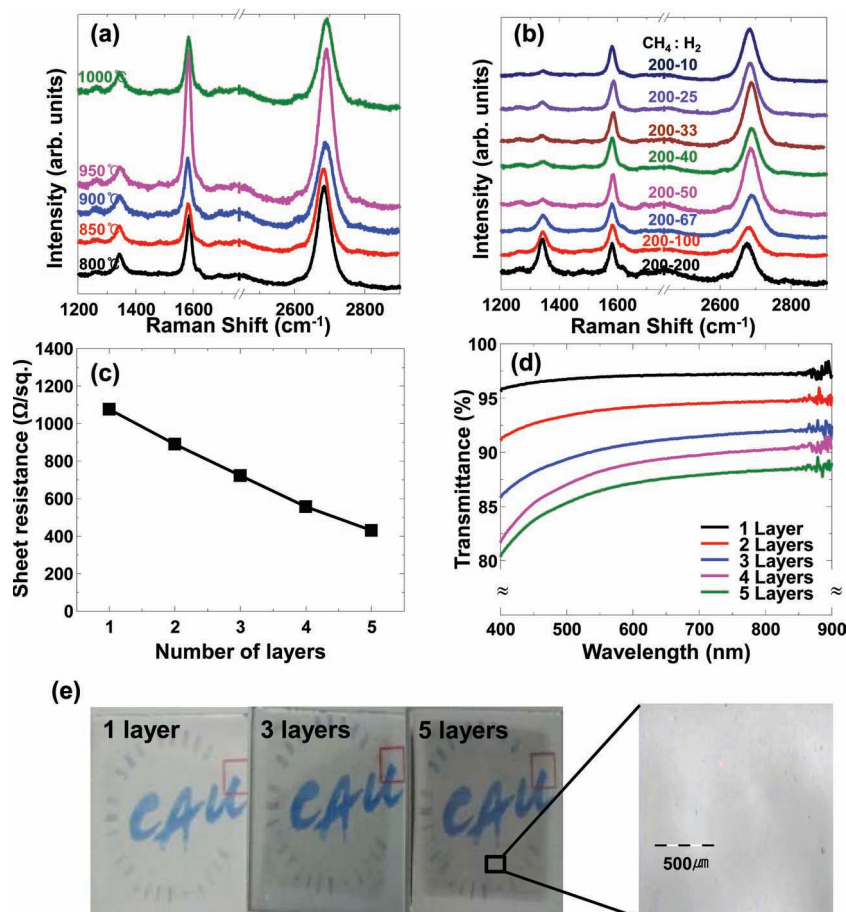 (a)
1000℃
950℃
900℃
850℃
800℃
Intensity (arb. units)
1200 1600 2400 2800
Raman Shift (cm-1)
(b)
CH4 : H2
200-10
200-25
200-33
200-40
200-50
200-67
200-100
200-200
Intensity (arb. units)
1200 1600 2400 2800
Raman Shift (cm-1)
(c)
Sheet resistance (Ω/sq.)
1400
1200
1000
800
600
400
200
0
1 2 3 4 5
Number of layers
(d)
Transmittance (%)
100
95
90
85
80
≈ ≈
1 Layer
2 Layers
3 Layers
4 Layers
5 Layers
400 500 600 700 800 900
Wavelength (nm)
(e)
1 layer
CAU
3 layers
CAU
5 layers
CAU
500㎛